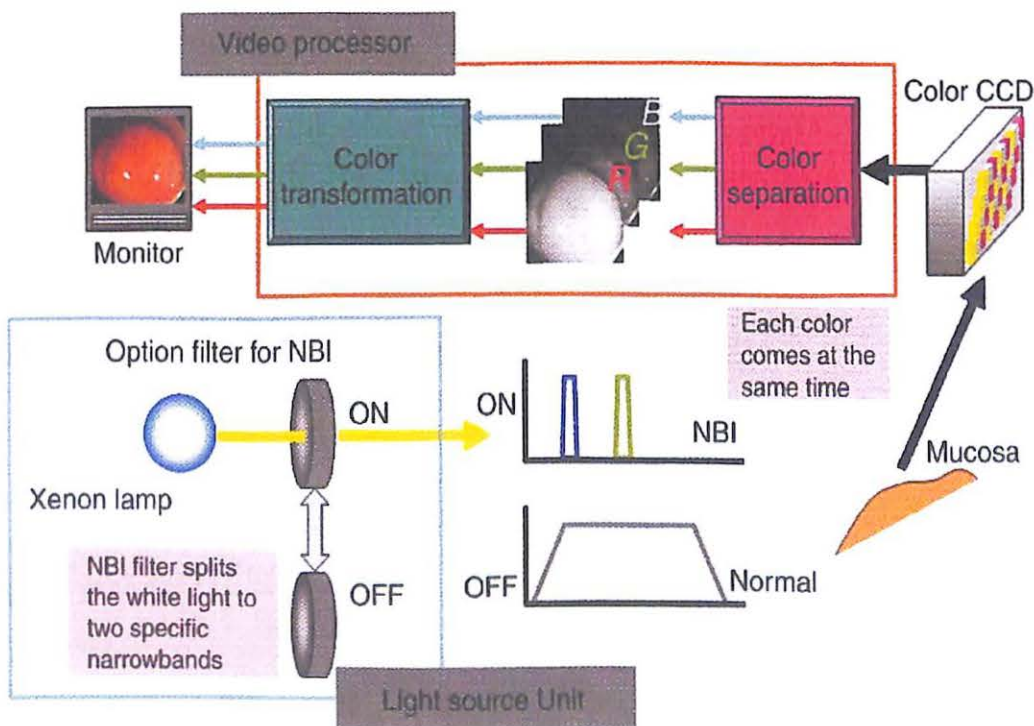 Video processor
Color CCD
Color
transformation
B
G
R
Color
separation
Monitor
Each color
comes at the
same time
Option filter for NBI
ON
Xenon lamp
NBI filter splits
the white light to
two specific
narrowbands
OFF
ON
NBI
OFF
Normal
Mucosa
Light source Unit